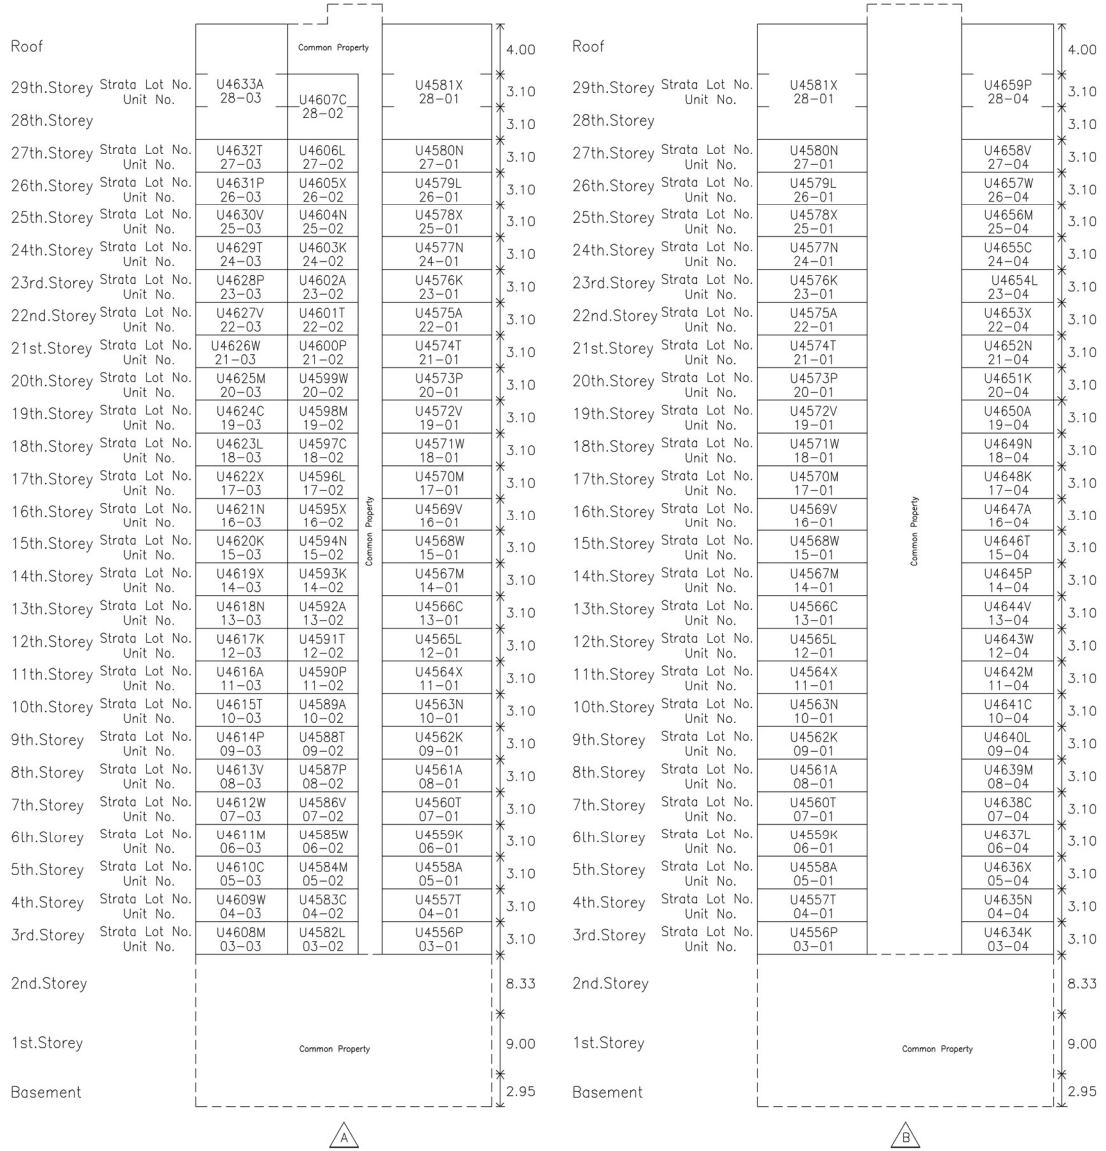 Roof Common Property 4.00 Roof 4.00
29th.Storey Strata Lot No. U4633A U4581X 29th.Storey Strata Lot No. U4581X U4659P
Unit No. 28-03 U4607C 28-01 3.10 Unit No. 28-01 28-04 3.10
28th.Storey 28-02 3.10 28th.Storey 3.10
27th.Storey Strata Lot No. U4632T U4606L U4580N 27th.Storey Strata Lot No. U4580N U4658V
Unit No. 27-03 27-02 27-01 3.10 Unit No. 27-01 27-04 3.10
26th.Storey Strata Lot No. U4631P U4605X U4579L 26th.Storey Strata Lot No. U4579L U4657W
Unit No. 26-03 26-02 26-01 3.10 Unit No. 26-01 26-04 3.10
25th.Storey Strata Lot No. U4630V U4604N U4578X 25th.Storey Strata Lot No. U4578X U4656M
Unit No. 25-03 25-02 25-01 3.10 Unit No. 25-01 25-04 3.10
24th.Storey Strata Lot No. U4629T U4603K U4577N 24th.Storey Strata Lot No. U4577N U4655C
Unit No. 24-03 24-02 24-01 3.10 Unit No. 24-01 24-04 3.10
23rd.Storey Strata Lot No. U4628P U4602A U4576K 23rd.Storey Strata Lot No. U4576K U4654L
Unit No. 23-03 23-02 23-01 3.10 Unit No. 23-01 23-04 3.10
22nd.Storey Strata Lot No. U4627V U4601T U4575A 22nd.Storey Strata Lot No. U4575A U4653X
Unit No. 22-03 22-02 22-01 3.10 Unit No. 22-01 22-04 3.10
21st.Storey Strata Lot No. U4626W U4600P U4574T 21st.Storey Strata Lot No. U4574T U4652N
Unit No. 21-03 21-02 21-01 3.10 Unit No. 21-01 21-04 3.10
20th.Storey Strata Lot No. U4625M U4599W U4573P 20th.Storey Strata Lot No. U4573P U4651K
Unit No. 20-03 20-02 20-01 3.10 Unit No. 20-01 20-04 3.10
19th.Storey Strata Lot No. U4624C U4598M U4572V 19th.Storey Strata Lot No. U4572V U4650A
Unit No. 19-03 19-02 19-01 3.10 Unit No. 19-01 19-04 3.10
18th.Storey Strata Lot No. U4623L U4597C U4571W 18th.Storey Strata Lot No. U4571W U4649N
Unit No. 18-03 18-02 18-01 3.10 Unit No. 18-01 18-04 3.10
17th.Storey Strata Lot No. U4622X U4596L U4570M 17th.Storey Strata Lot No. U4570M U4648K
Unit No. 17-03 17-02 17-01 3.10 Unit No. 17-01 17-04 3.10
16th.Storey Strata Lot No. U4621N U4595X U4569V 16th.Storey Strata Lot No. U4569V U4647A
Unit No. 16-03 16-02 16-01 3.10 Unit No. 16-01 16-04 3.10
Common Property Common Property
15th.Storey Strata Lot No. U4620K U4594N U4568W 15th.Storey Strata Lot No. U4568W U4646T
Unit No. 15-03 15-02 15-01 3.10 Unit No. 15-01 15-04 3.10
14th.Storey Strata Lot No. U4619X U4593K U4567M 14th.Storey Strata Lot No. U4567M U4645P
Unit No. 14-03 14-02 14-01 3.10 Unit No. 14-01 14-04 3.10
13th.Storey Strata Lot No. U4618N U4592A U4566C 13th.Storey Strata Lot No. U4566C U4644V
Unit No. 13-03 13-02 13-01 3.10 Unit No. 13-01 13-04 3.10
12th.Storey Strata Lot No. U4617K U4591T U4565L 12th.Storey Strata Lot No. U4565L U4643W
Unit No. 12-03 12-02 12-01 3.10 Unit No. 12-01 12-04 3.10
11th.Storey Strata Lot No. U4616A U4590P U4564X 11th.Storey Strata Lot No. U4564X U4642M
Unit No. 11-03 11-02 11-01 3.10 Unit No. 11-01 11-04 3.10
10th.Storey Strata Lot No. U4615T U4589A U4563N 10th.Storey Strata Lot No. U4563N U4641C
Unit No. 10-03 10-02 10-01 3.10 Unit No. 10-01 10-04 3.10
9th.Storey Strata Lot No. U4614P U4588T U4562K 9th.Storey Strata Lot No. U4562K U4640L
Unit No. 09-03 09-02 09-01 3.10 Unit No. 09-01 09-04 3.10
8th.Storey Strata Lot No. U4613V U4587P U4561A 8th.Storey Strata Lot No. U4561A U4639M
Unit No. 08-03 08-02 08-01 3.10 Unit No. 08-01 08-04 3.10
7th.Storey Strata Lot No. U4612W U4586V U4560T 7th.Storey Strata Lot No. U4560T U4638C
Unit No. 07-03 07-02 07-01 3.10 Unit No. 07-01 07-04 3.10
6th.Storey Strata Lot No. U4611M U4585W U4559K 6th.Storey Strata Lot No. U4559K U4637L
Unit No. 06-03 06-02 06-01 3.10 Unit No. 06-01 06-04 3.10
5th.Storey Strata Lot No. U4610C U4584M U4558A 5th.Storey Strata Lot No. U4558A U4636X
Unit No. 05-03 05-02 05-01 3.10 Unit No. 05-01 05-04 3.10
4th.Storey Strata Lot No. U4609W U4583C U4557T 4th.Storey Strata Lot No. U4557T U4635N
Unit No. 04-03 04-02 04-01 3.10 Unit No. 04-01 04-04 3.10
3rd.Storey Strata Lot No. U4608M U4582L U4556P 3rd.Storey Strata Lot No. U4556P U4634K
Unit No. 03-03 03-02 03-01 3.10 Unit No. 03-01 03-04 3.10
2nd.Storey 8.33 2nd.Storey 8.33
1st.Storey Common Property 9.00 1st.Storey Common Property 9.00
Basement 2.95 Basement 2.95
A B